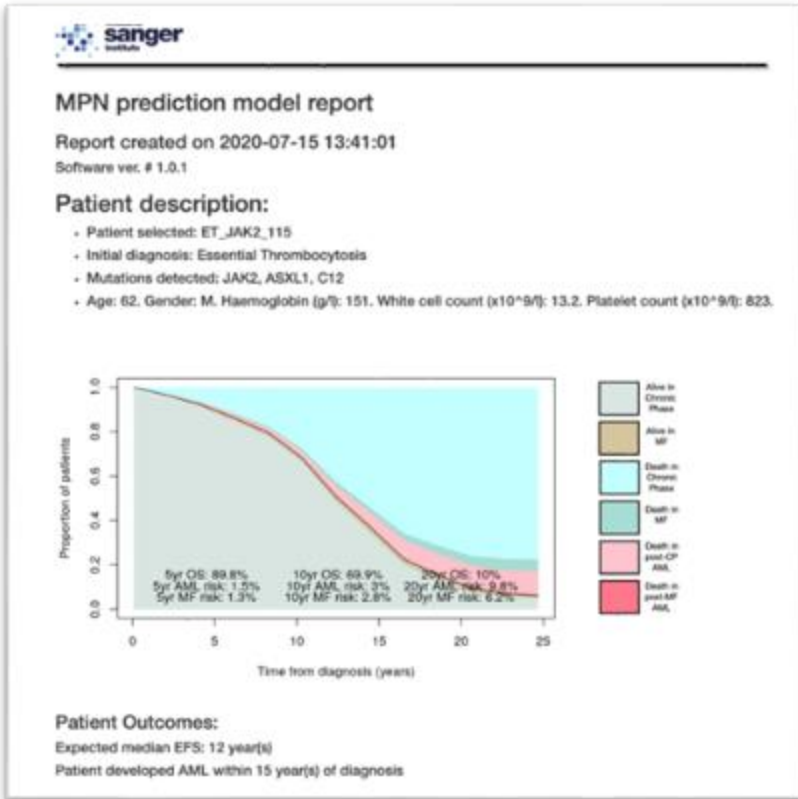 sanger
institute
MPN prediction model report
Report created on 2020-07-15 13:41:01
Software ver. # 1.0.1
Patient description:
• Patient selected: ET_JAK2_115
• Initial diagnosis: Essential Thrombocytosis
• Mutations detected: JAK2, ASXL1, C12
• Age: 62. Gender: M. Haemoglobin (g/l): 151. White cell count (x10^9/l): 13.2. Platelet count (x10^9/l): 823.
Proportion of patients
1.0
0.8
0.6
0.4
0.2
0.0
5yr OS: 89.8%
5yr AML risk: 1.5%
5yr MF risk: 1.3%
10yr OS: 69.9%
10yr AML risk: 3%
10yr MF risk: 2.8%
20yr OS: 10%
20yr AML risk: 9.8%
20yr MF risk: 6.2%
0 5 10 15 20 25
Time from diagnosis (years)
Alive in
Chronic
Phase
Alive in
MF
Death in
Chronic
Phase
Death in
MF
Death in
post-CP
AML
Death in
post-MF
AML
Patient Outcomes:
Expected median EFS: 12 year(s)
Patient developed AML within 15 year(s) of diagnosis